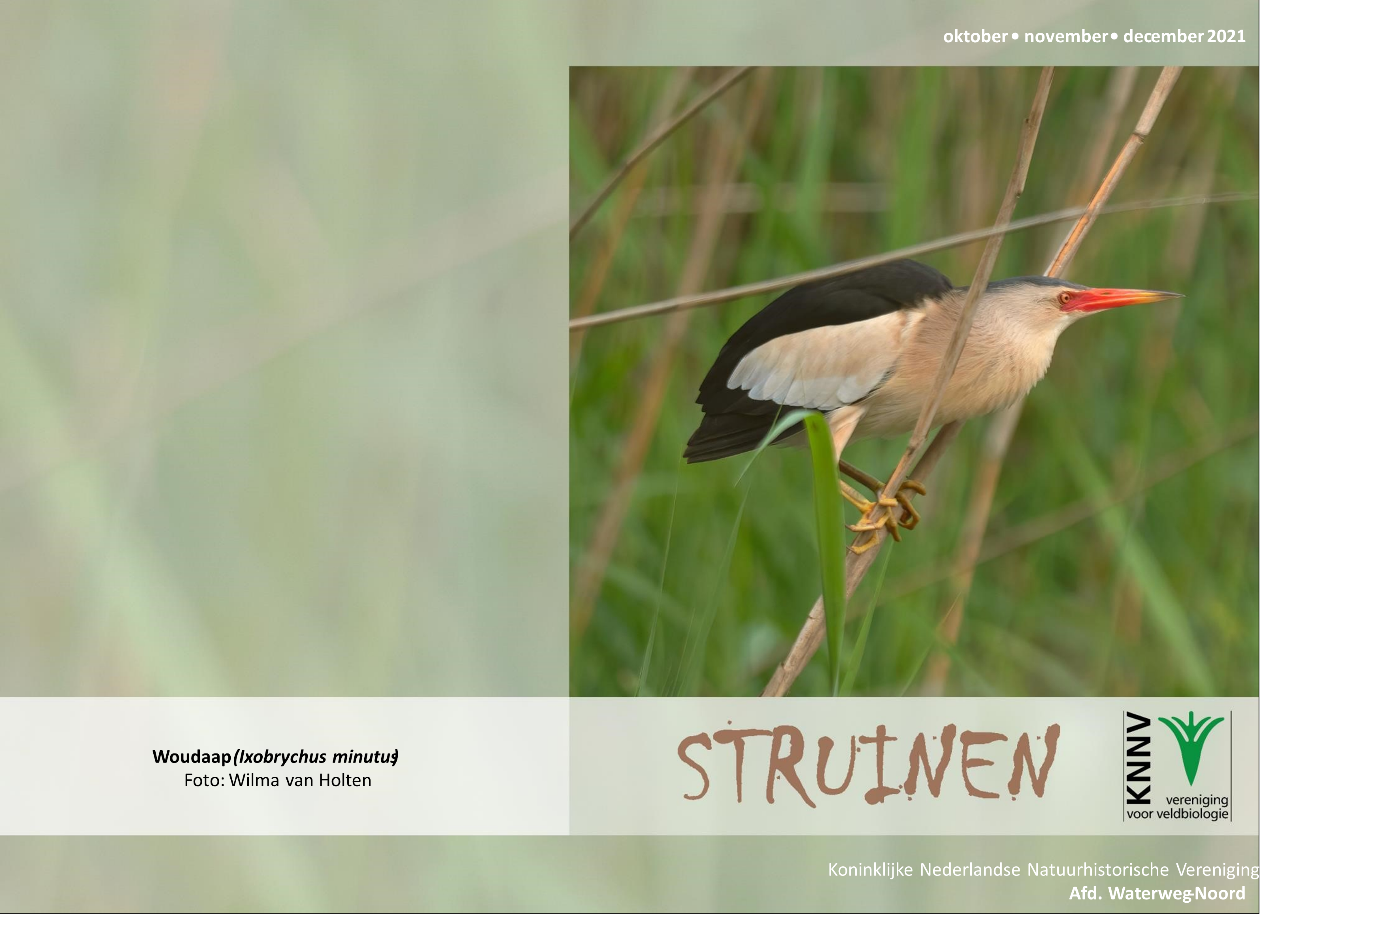 oktober • november • december 2021
Woudaap (Ixobrychus minutus)
Foto: Wilma van Holten
STRUINEN
KNNV
vereniging
voor veldbiologie
Koninklijke Nederlandse Natuurhistorische Vereniging
Afd. Waterweg-Noord